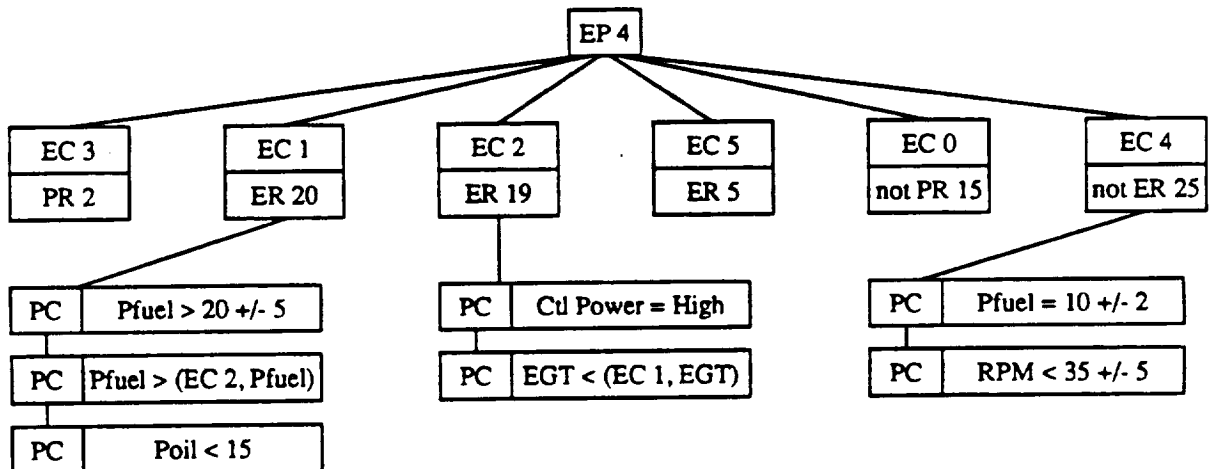 EP 4
EC 3
PR 2
EC 1
ER 20
EC 2
ER 19
EC 5
ER 5
EC 0
not PR 15
EC 4
not ER 25
PC Pfuel > 20 +/- 5
PC Pfuel > (EC 2, Pfuel)
PC Poil < 15
PC Ctl Power = High
PC EGT < (EC 1, EGT)
PC Pfuel = 10 +/- 2
PC RPM < 35 +/- 5